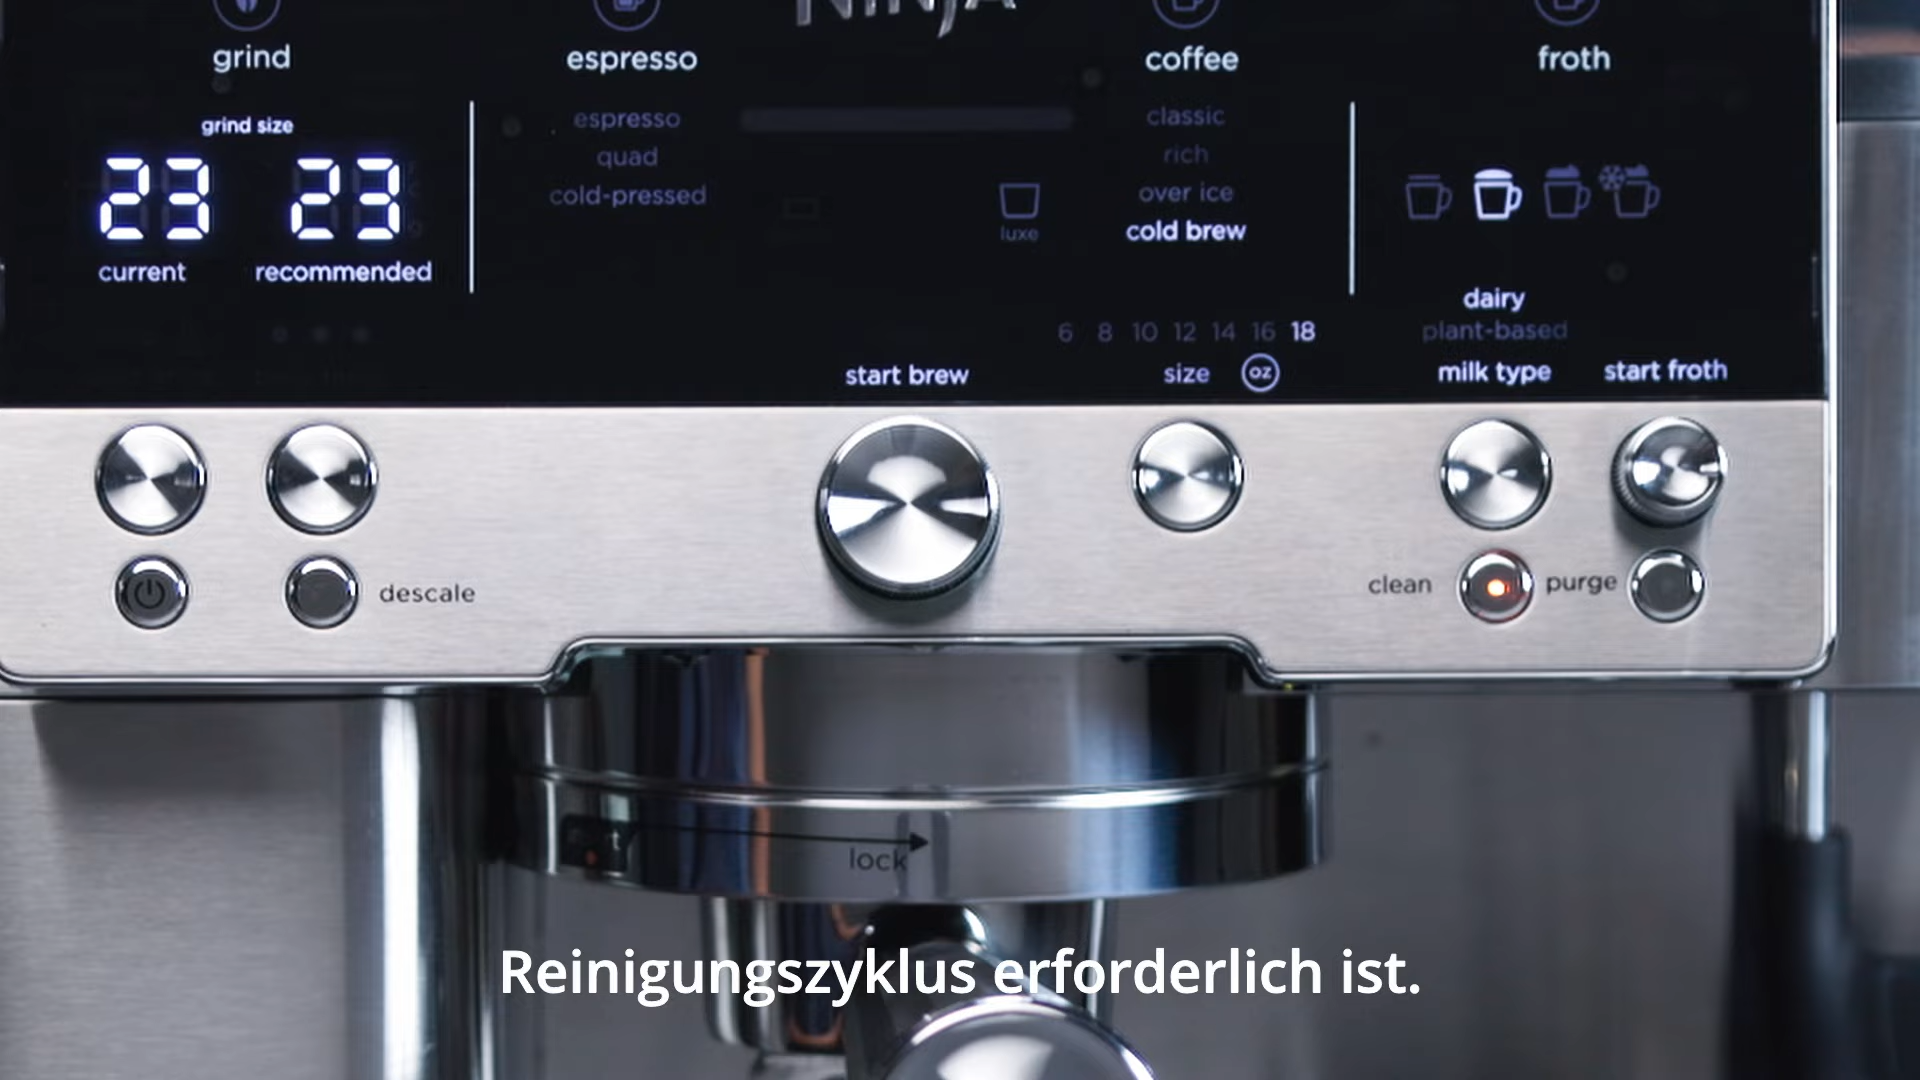 NINJA
grind
espresso
coffee
froth
grind size
23 23
current recommended
espresso
quad
cold-pressed
luxe
classic
rich
over ice
cold brew
6 8 10 12 14 16 18
size oz
start brew
dairy
plant-based
milk type
start froth
descale
clean
purge
lock
Reinigungszyklus erforderlich ist.